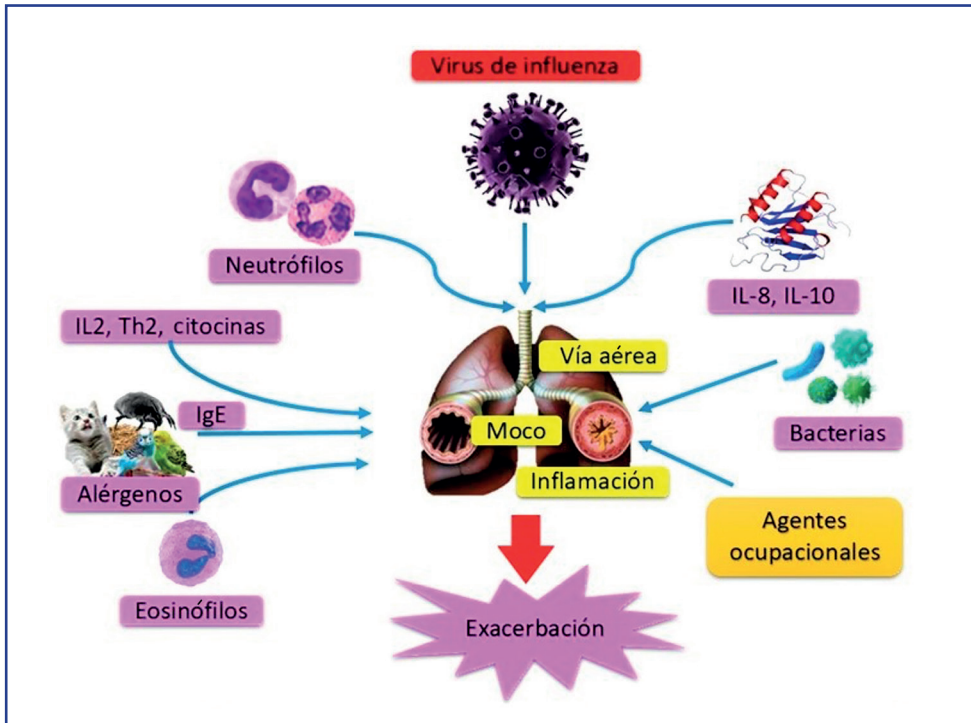 Virus de influenza
Neutrófilos
IL-8, IL-10
IL2, Th2, citocinas
Vía aérea
IgE
Moco
Bacterias
Alérgenos
Inflamación
Agentes
ocupacionales
Eosinófilos
Exacerbación